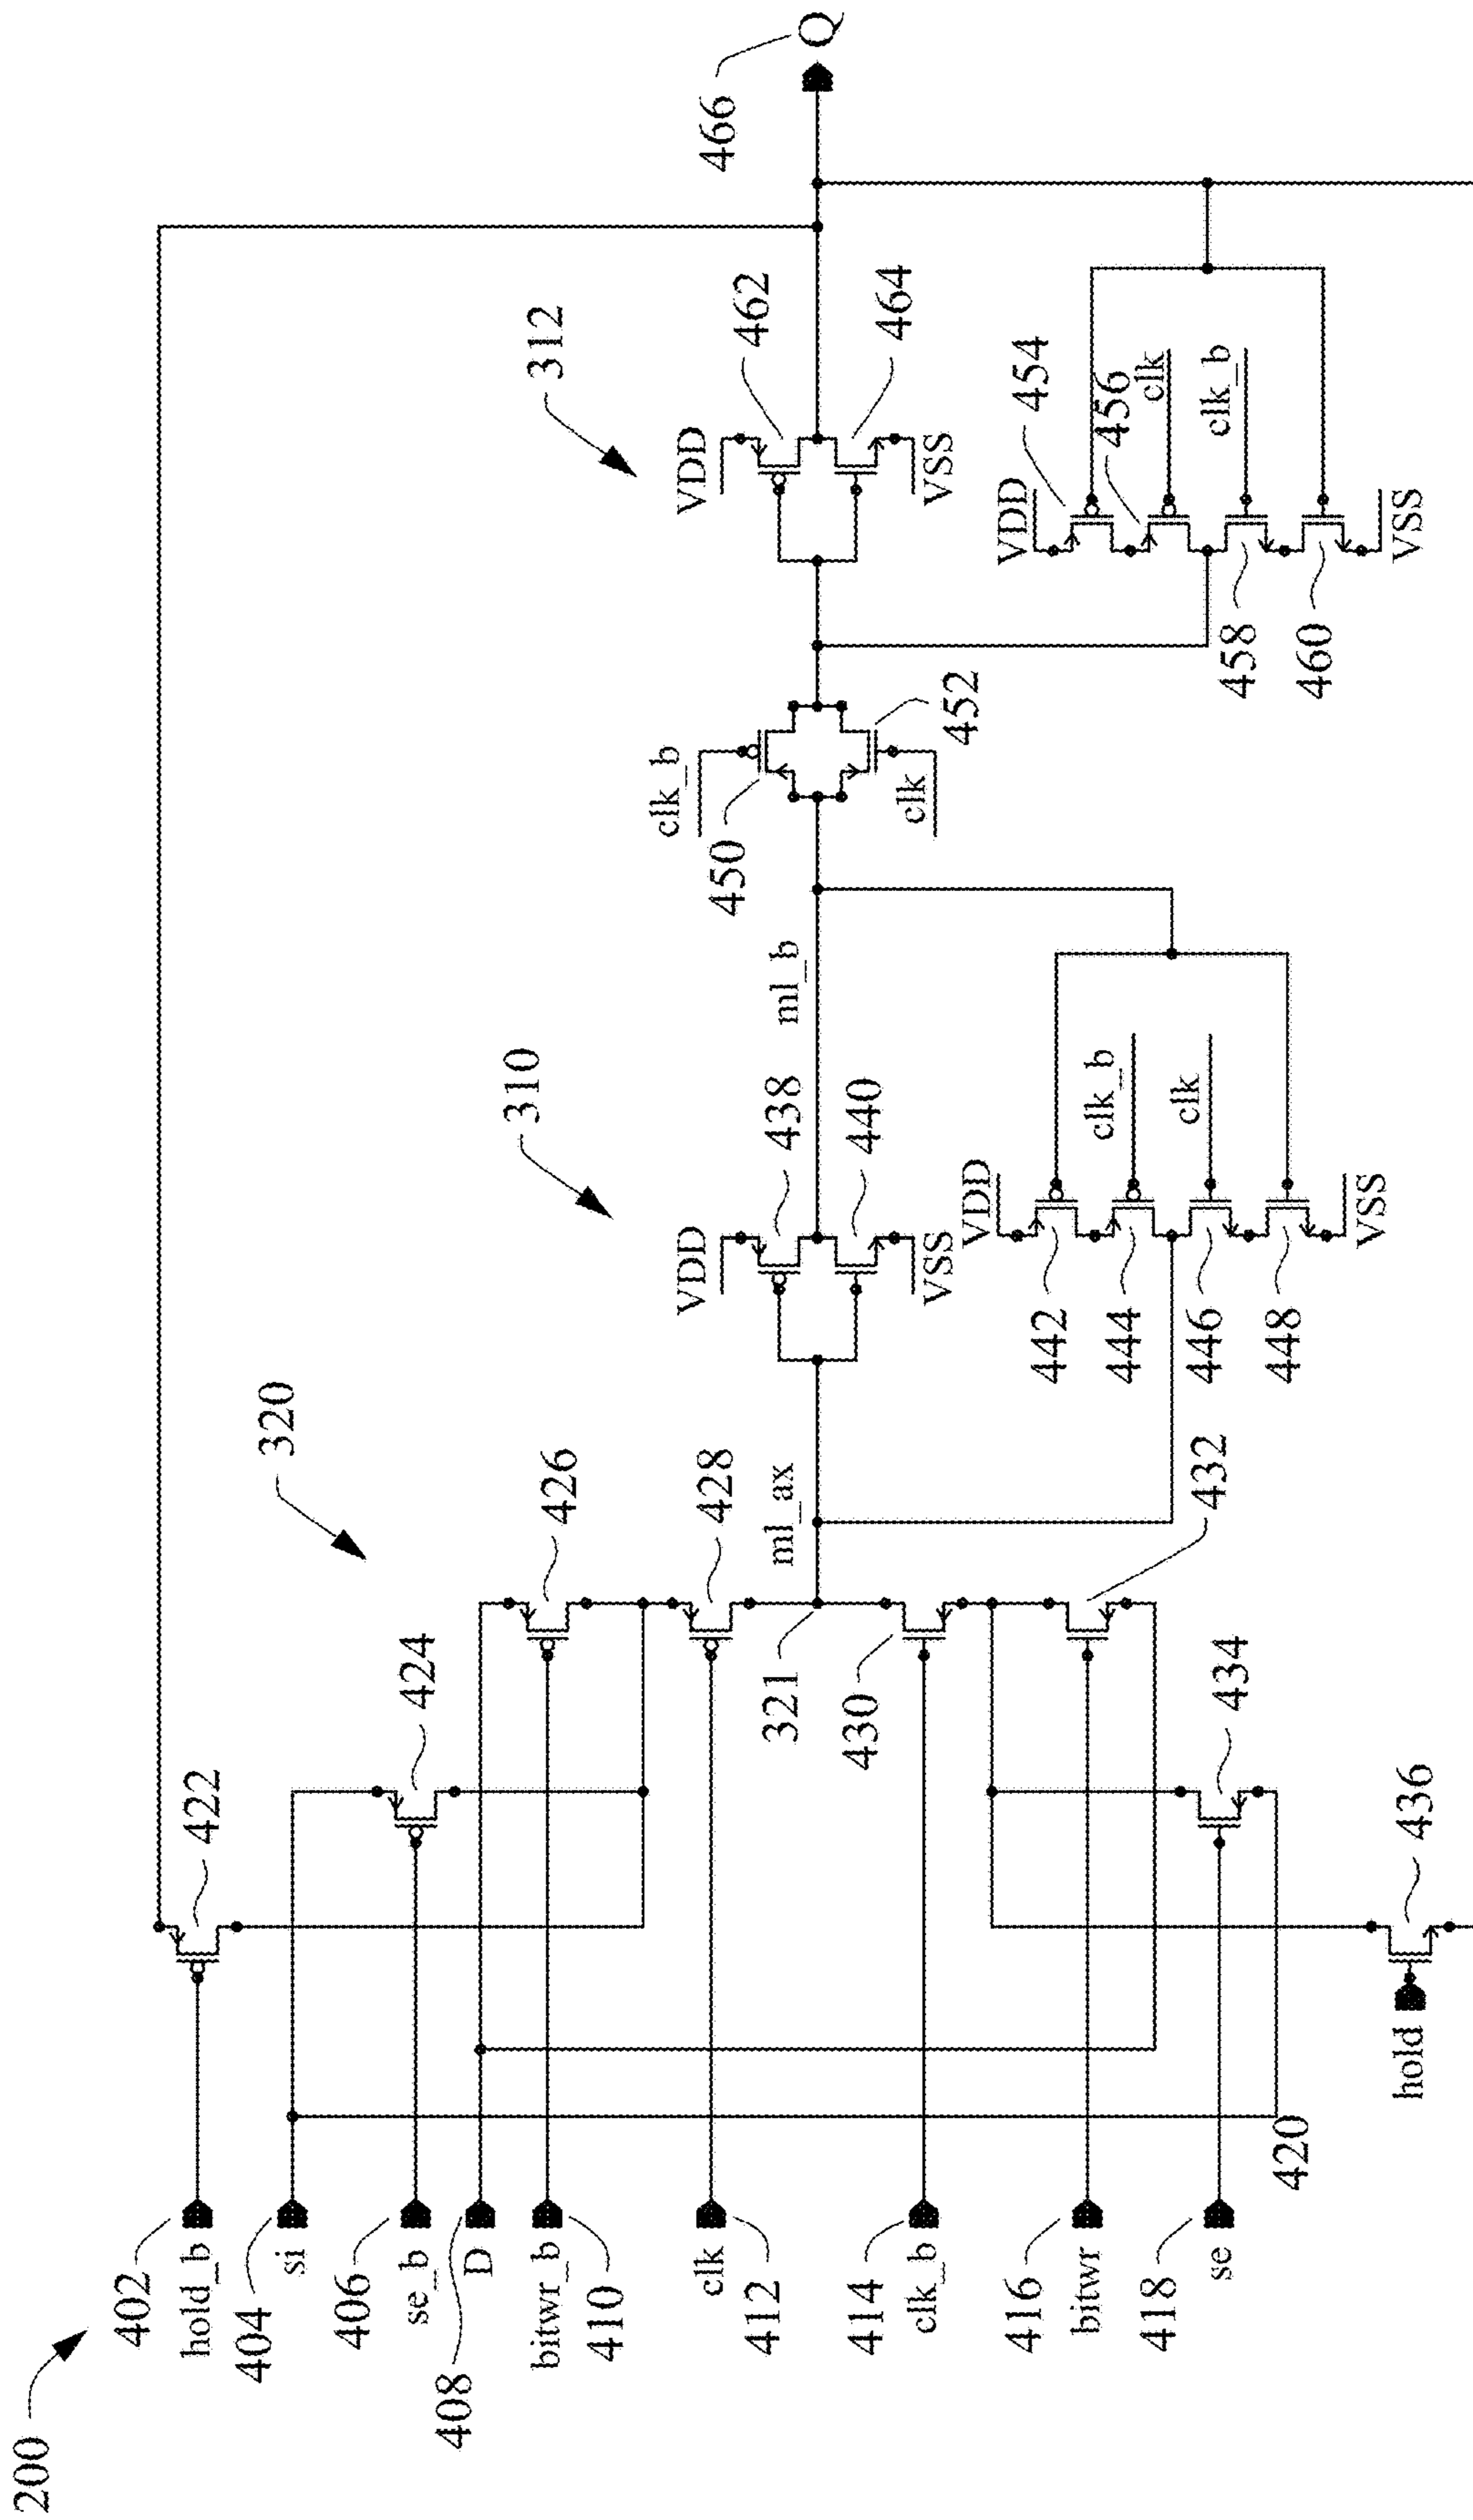 200
402
hold_b
404
si
406
se_b
408
D
bitwr_b
410
clk
412
414
clk_b
416
bitwr
418
se
420
hold
422
424
426
428
320
321
ml_ax
430
432
434
436
310
VDD
438
440
VSS
ml_b
VDD
442
444
446
448
clk_b
clk
VSS
clk_b
450
452
clk
312
VDD
462
464
VSS
VDD
454
456
clk
clk_b
458
460
VSS
466
Q